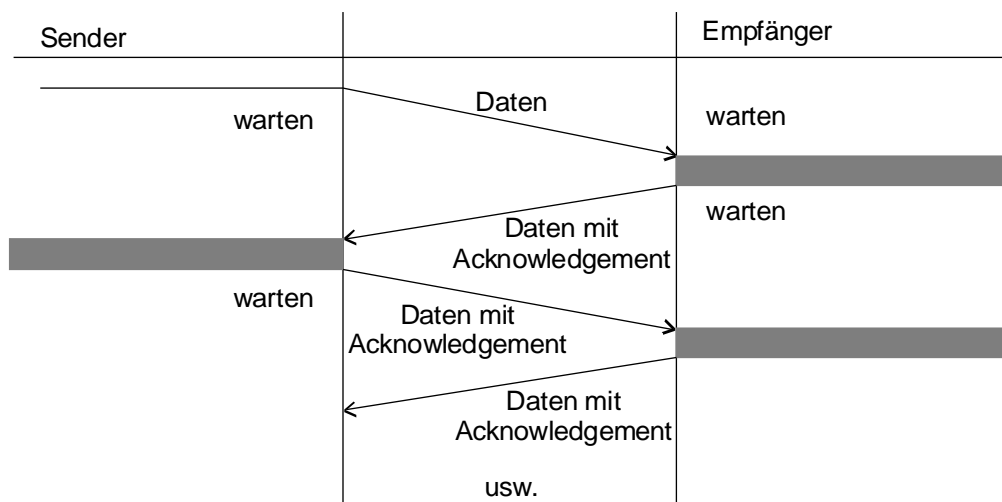 Sender
Empfänger
Daten
warten
warten
warten
Daten mit
Acknowledgement
warten
Daten mit
Acknowledgement
Daten mit
Acknowledgement
usw.